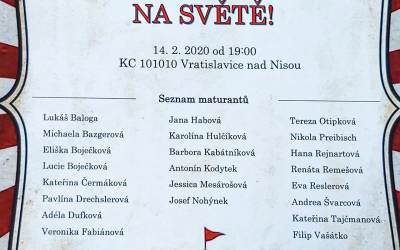 NA SVĚTĚ!
14. 2. 2020 od 19:00
KC 101010 Vratislavice nad Nisou
Seznam maturantů
Lukáš Baloga
Michaela Bazgerová
Eliška Boječková
Lucie Boječková
Kateřina Čermáková
Pavlína Drechslerová
Adéla Dufková
Veronika Fabiánová
Jana Habová
Karolína Hulčíková
Barbora Kabátníková
Antonín Kodytek
Jessica Mesárošová
Josef Nohýnek
Tereza Otipková
Nikola Preibisch
Hana Rejnartová
Renáta Remešová
Eva Reslerová
Andrea Švarcová
Kateřina Tajčmanová
Filip Vašátko